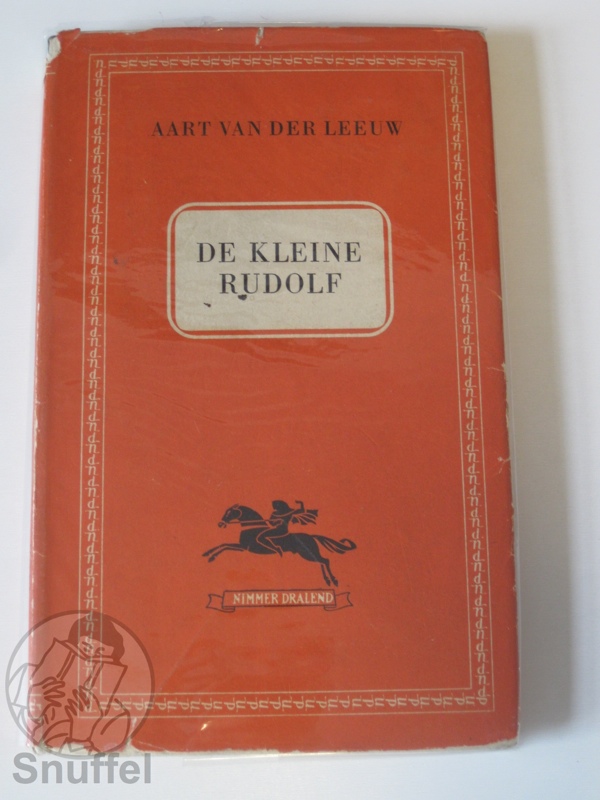 AART VAN DER LEEUW
DE KLEINE
RUDOLF
NIMMER DRALEND
Snuffel